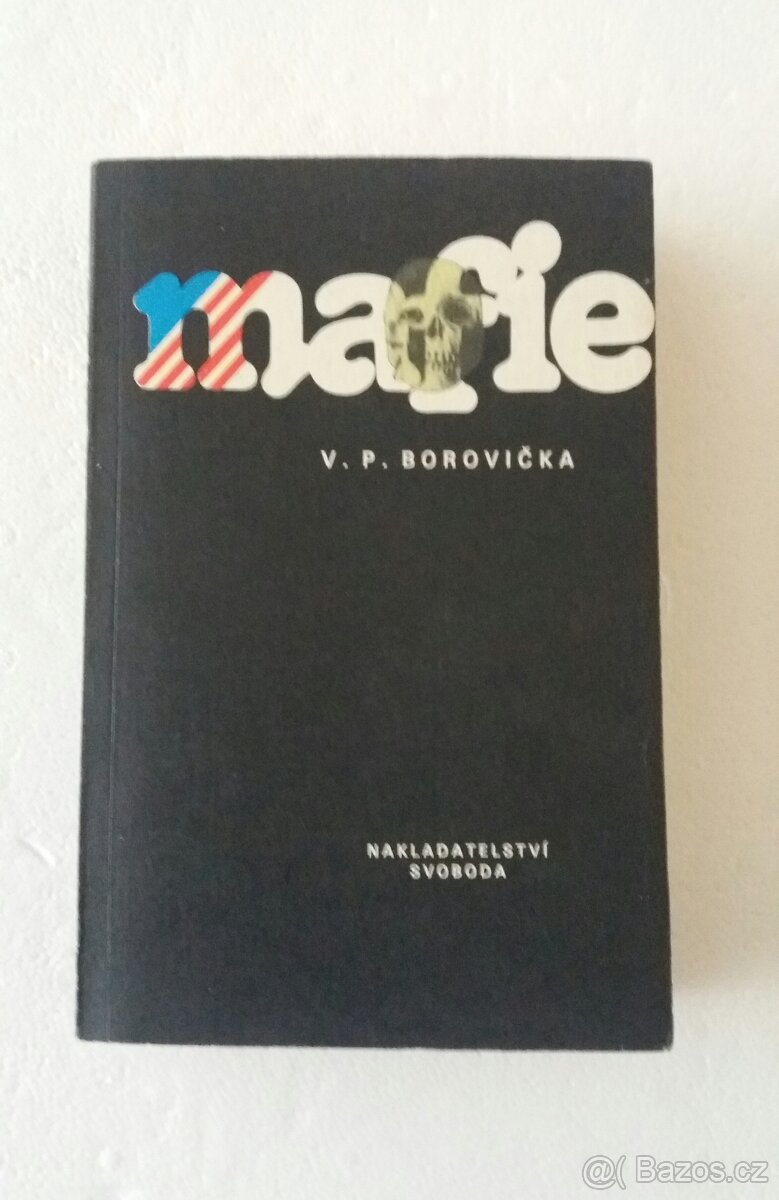 mafie
V. P. BOROVIČKA
NAKLADATELSTVÍ
SVOBODA
@( Bazos.cz